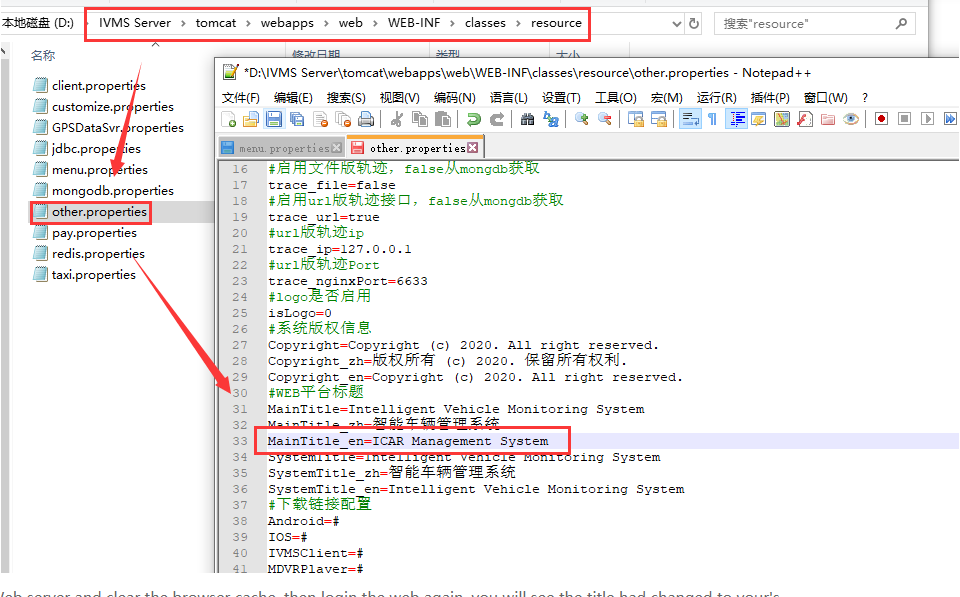 本地磁盘 (D:) › IVMS Server › tomcat › webapps › web › WEB-INF › classes › resource
搜索"resource"
名称 修改日期 类型 大小
client.properties
customize.properties
GPSDataSvr.properties
jdbc.properties
menu.properties
mongodb.properties
other.properties
pay.properties
redis.properties
taxi.properties
*D:\IVMS Server\tomcat\webapps\web\WEB-INF\classes\resource\other.properties - Notepad++
文件(F) 编辑(E) 搜索(S) 视图(V) 编码(N) 语言(L) 设置(T) 工具(O) 宏(M) 运行(R) 插件(P) 窗口(W) ?
menu.properties other.properties
16 #启用文件版轨迹，false从mongdb获取
17 trace_file=false
18 #启用url版轨迹接口，false从mongdb获取
19 trace_url=true
20 #url版轨迹ip
21 trace_ip=127.0.0.1
22 #url版轨迹Port
23 trace_nginxPort=6633
24 #logo是否启用
25 isLogo=0
26 #系统版权信息
27 Copyright=Copyright (c) 2020. All right reserved.
28 Copyright_zh=版权所有 (c) 2020. 保留所有权利.
29 Copyright_en=Copyright (c) 2020. All right reserved.
30 #WEB平台标题
31 MainTitle=Intelligent Vehicle Monitoring System
32 MainTitle_zh=智能车辆管理系统
33 MainTitle_en=ICAR Management System
34 SystemTitle=Intelligent Vehicle Monitoring System
35 SystemTitle_zh=智能车辆管理系统
36 SystemTitle_en=Intelligent Vehicle Monitoring System
37 #下载链接配置
38 Android=#
39 IOS=#
40 IVMSClient=#
41 MDVRPlayer=#
Web server and clear the browser cache, then login the web again, you will see the title had changed to your's